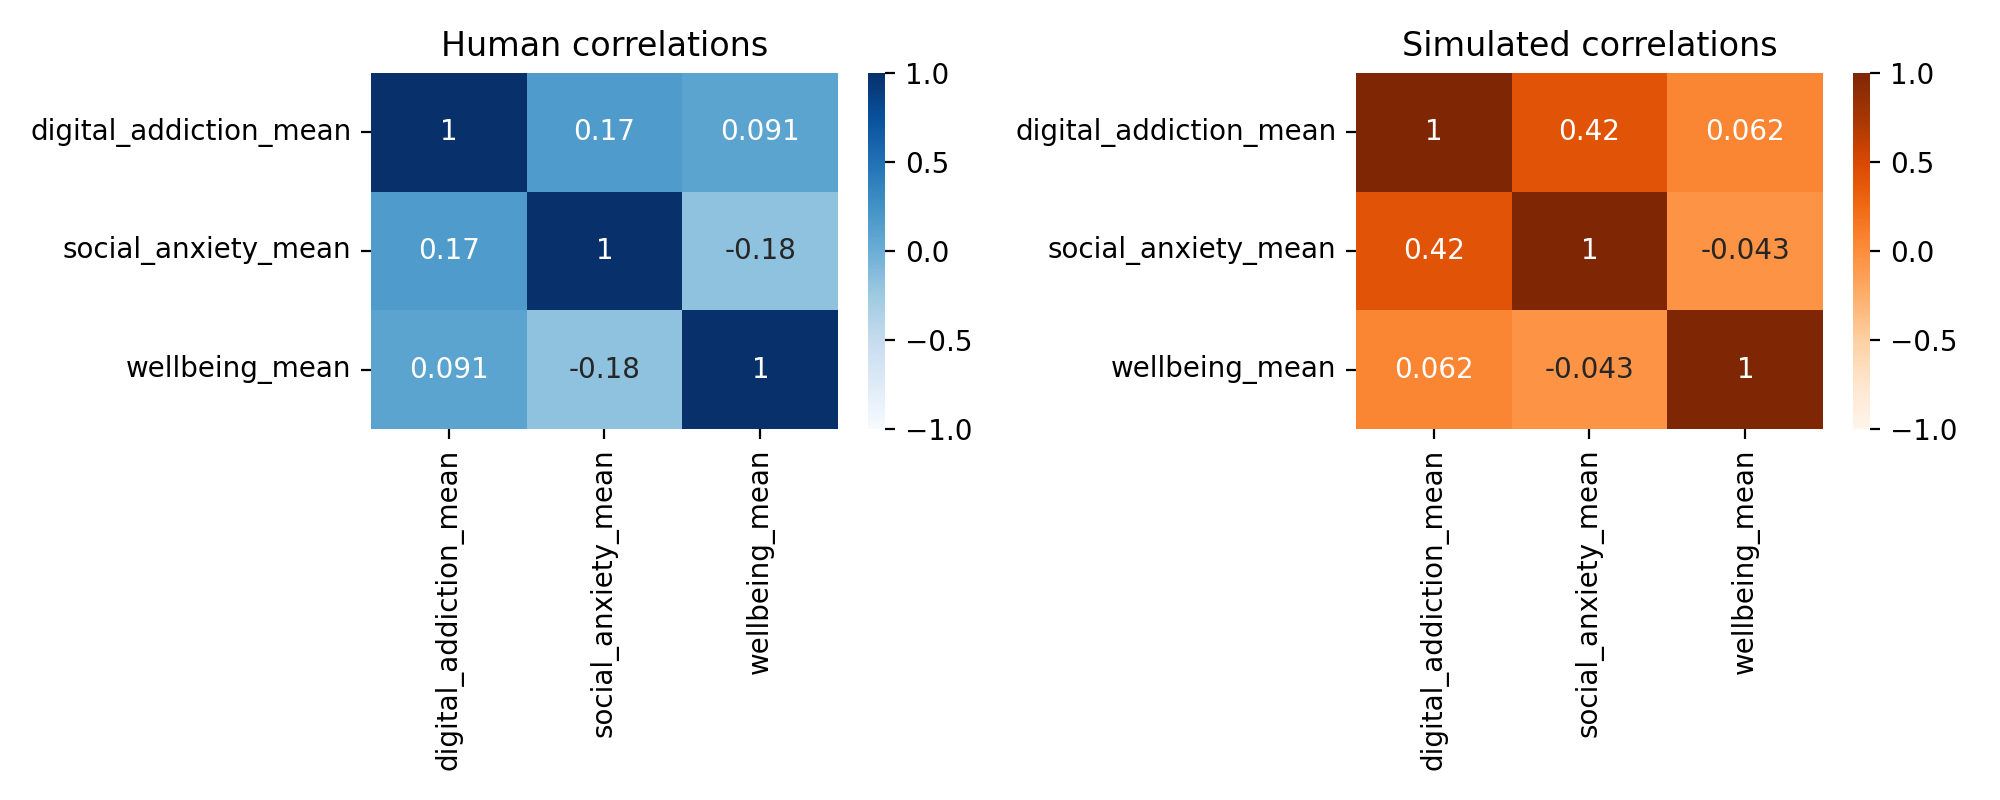 Human correlations
digital_addiction_mean 1 0.17 0.091
social_anxiety_mean 0.17 1 -0.18
wellbeing_mean 0.091 -0.18 1
digital_addiction_mean
social_anxiety_mean
wellbeing_mean
1.0
0.5
0.0
−0.5
−1.0
Simulated correlations
digital_addiction_mean 1 0.42 0.062
social_anxiety_mean 0.42 1 -0.043
wellbeing_mean 0.062 -0.043 1
digital_addiction_mean
social_anxiety_mean
wellbeing_mean
1.0
0.5
0.0
−0.5
−1.0